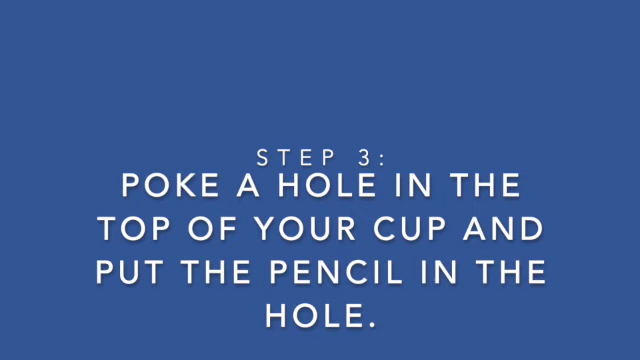 STEP 3:
POKE A HOLE IN THE
TOP OF YOUR CUP AND
PUT THE PENCIL IN THE
HOLE.